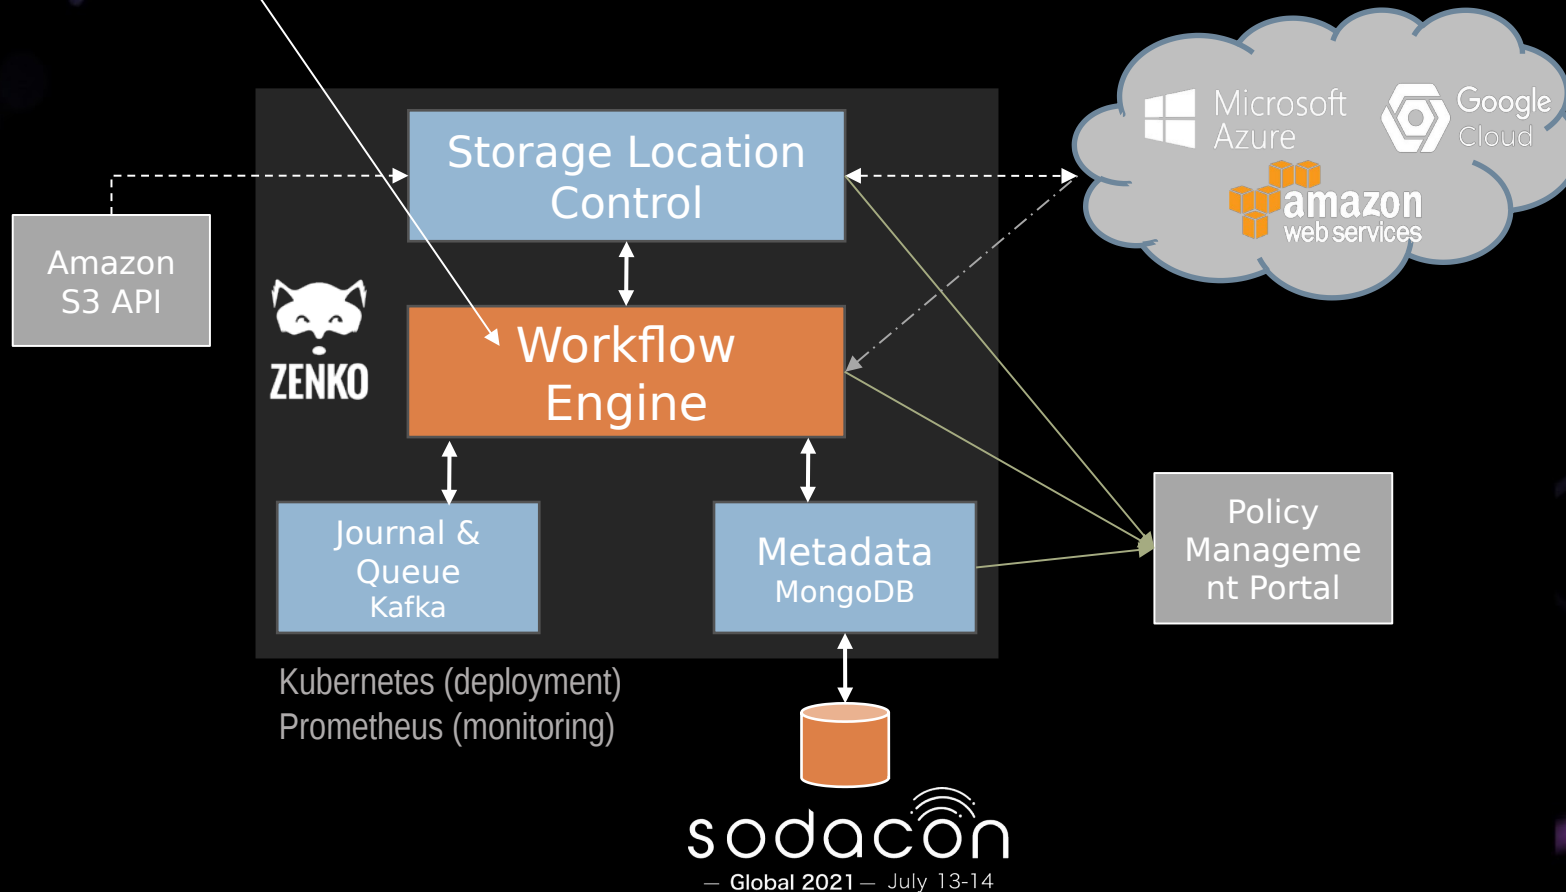 Storage Location
Control
Microsoft
Azure
Google
Cloud
amazon
web services
Amazon
S3 API
ZENKO
Workflow
Engine
Journal &
Queue
Kafka
Metadata
MongoDB
Policy
Manageme
nt Portal
Kubernetes (deployment)
Prometheus (monitoring)
sodacon
— Global 2021 — July 13-14